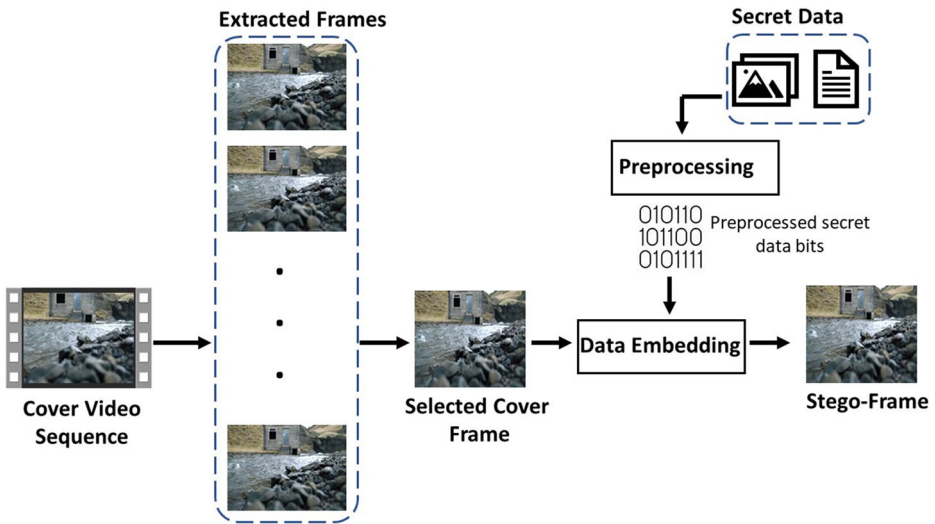 Extracted Frames
Secret Data
Preprocessing
010110
101100
0101111
Preprocessed secret
data bits
Cover Video
Sequence
Selected Cover
Frame
Data Embedding
Stego-Frame